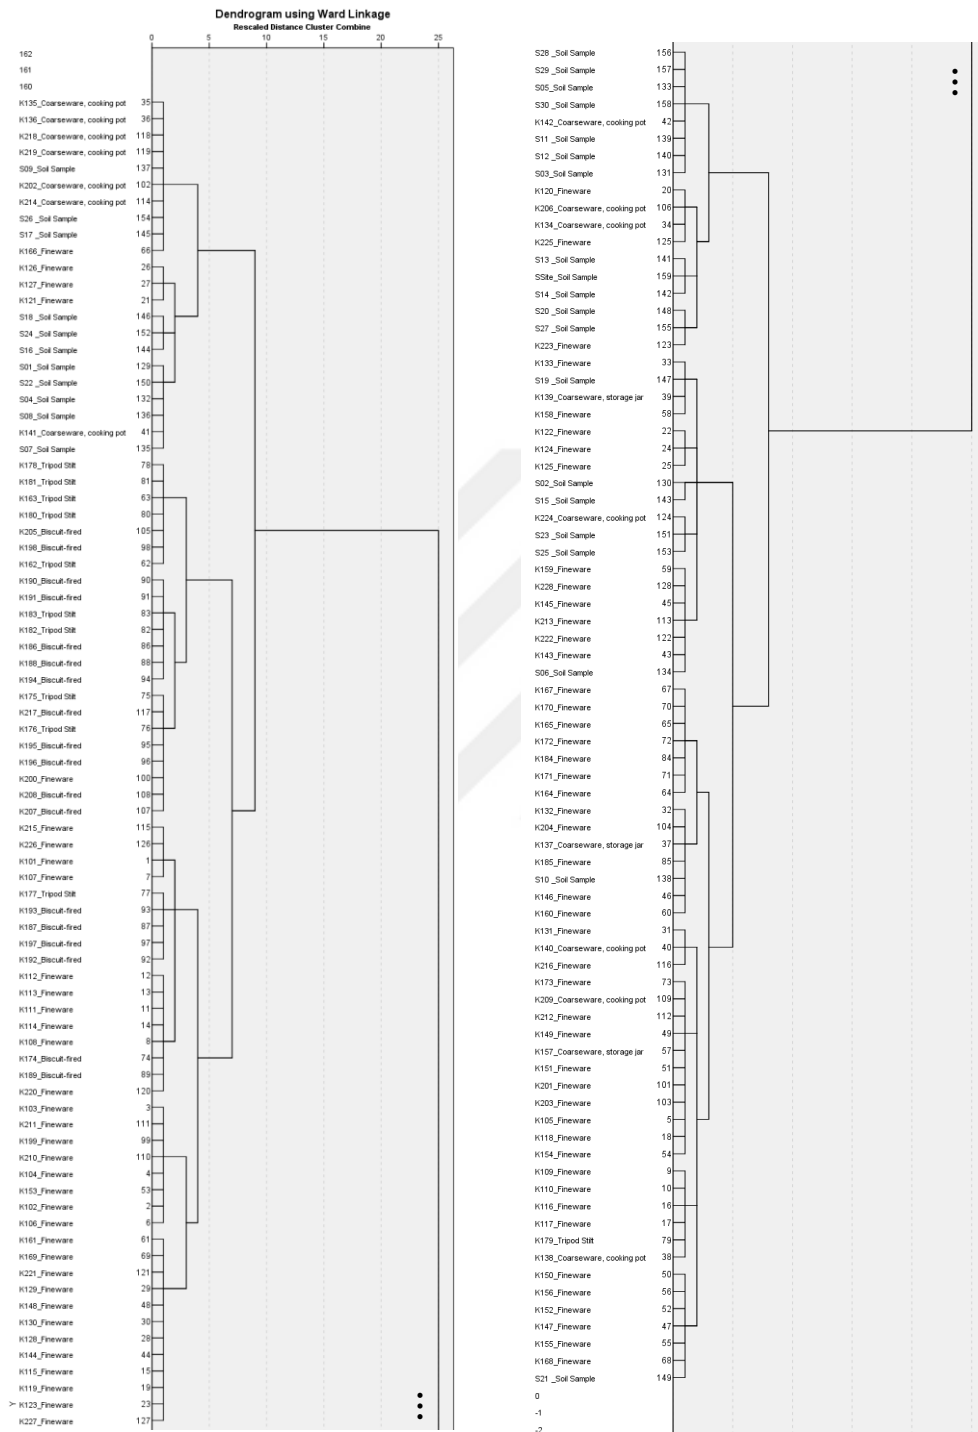 Dendrogram using Ward Linkage
Rescaled Distance Cluster Combine
0 5 10 15 20 25
162
161
160
K135_Coarseware, cooking pot 35
K136_Coarseware, cooking pot 36
K218_Coarseware, cooking pot 118
K219_Coarseware, cooking pot 119
S09_Soil Sample 137
K202_Coarseware, cooking pot 102
K214_Coarseware, cooking pot 114
S26 _Soil Sample 154
S17 _Soil Sample 145
K166_Fineware 66
K126_Fineware 26
K127_Fineware 27
K121_Fineware 21
S18 _Soil Sample 146
S24 _Soil Sample 152
S16 _Soil Sample 144
S01_Soil Sample 129
S22 _Soil Sample 150
S04_Soil Sample 132
S08_Soil Sample 136
K141_Coarseware, cooking pot 41
S07_Soil Sample 135
K178_Tripod Stilt 78
K181_Tripod Stilt 81
K163_Tripod Stilt 63
K180_Tripod Stilt 80
K205_Biscuit-fired 105
K198_Biscuit-fired 98
K162_Tripod Stilt 62
K190_Biscuit-fired 90
K191_Biscuit-fired 91
K183_Tripod Stilt 83
K182_Tripod Stilt 82
K186_Biscuit-fired 86
K188_Biscuit-fired 88
K194_Biscuit-fired 94
K175_Tripod Stilt 75
K217_Biscuit-fired 117
K176_Tripod Stilt 76
K195_Biscuit-fired 95
K196_Biscuit-fired 96
K200_Fineware 100
K208_Biscuit-fired 108
K207_Biscuit-fired 107
K215_Fineware 115
K226_Fineware 126
K101_Fineware 1
K107_Fineware 7
K177_Tripod Stilt 77
K193_Biscuit-fired 93
K187_Biscuit-fired 87
K197_Biscuit-fired 97
K192_Biscuit-fired 92
K112_Fineware 12
K113_Fineware 13
K111_Fineware 11
K114_Fineware 14
K108_Fineware 8
K174_Biscuit-fired 74
K189_Biscuit-fired 89
K220_Fineware 120
K103_Fineware 3
K211_Fineware 111
K199_Fineware 99
K210_Fineware 110
K104_Fineware 4
K153_Fineware 53
K102_Fineware 2
K106_Fineware 6
K161_Fineware 61
K169_Fineware 69
K221_Fineware 121
K129_Fineware 29
K148_Fineware 48
K130_Fineware 30
K128_Fineware 28
K144_Fineware 44
K115_Fineware 15
K119_Fineware 19
Y K123_Fineware 23
K227_Fineware 127
S28 _Soil Sample 156
S29 _Soil Sample 157
S05_Soil Sample 133
S30 _Soil Sample 158
K142_Coarseware, cooking pot 42
S11 _Soil Sample 139
S12 _Soil Sample 140
S03_Soil Sample 131
K120_Fineware 20
K206_Coarseware, cooking pot 106
K134_Coarseware, cooking pot 34
K225_Fineware 125
S13 _Soil Sample 141
SSite_Soil Sample 159
S14 _Soil Sample 142
S20 _Soil Sample 148
S27 _Soil Sample 155
K223_Fineware 123
K133_Fineware 33
S19 _Soil Sample 147
K139_Coarseware, storage jar 39
K158_Fineware 58
K122_Fineware 22
K124_Fineware 24
K125_Fineware 25
S02_Soil Sample 130
S15 _Soil Sample 143
K224_Coarseware, cooking pot 124
S23 _Soil Sample 151
S25 _Soil Sample 153
K159_Fineware 59
K228_Fineware 128
K145_Fineware 45
K213_Fineware 113
K222_Fineware 122
K143_Fineware 43
S06_Soil Sample 134
K167_Fineware 67
K170_Fineware 70
K165_Fineware 65
K172_Fineware 72
K184_Fineware 84
K171_Fineware 71
K164_Fineware 64
K132_Fineware 32
K204_Fineware 104
K137_Coarseware, storage jar 37
K185_Fineware 85
S10 _Soil Sample 138
K146_Fineware 46
K160_Fineware 60
K131_Fineware 31
K140_Coarseware, cooking pot 40
K216_Fineware 116
K173_Fineware 73
K209_Coarseware, cooking pot 109
K212_Fineware 112
K149_Fineware 49
K157_Coarseware, storage jar 57
K151_Fineware 51
K201_Fineware 101
K203_Fineware 103
K105_Fineware 5
K118_Fineware 18
K154_Fineware 54
K109_Fineware 9
K110_Fineware 10
K116_Fineware 16
K117_Fineware 17
K179_Tripod Stilt 79
K138_Coarseware, cooking pot 38
K150_Fineware 50
K156_Fineware 56
K152_Fineware 52
K147_Fineware 47
K155_Fineware 55
K168_Fineware 68
S21 _Soil Sample 149
0
-1
-2